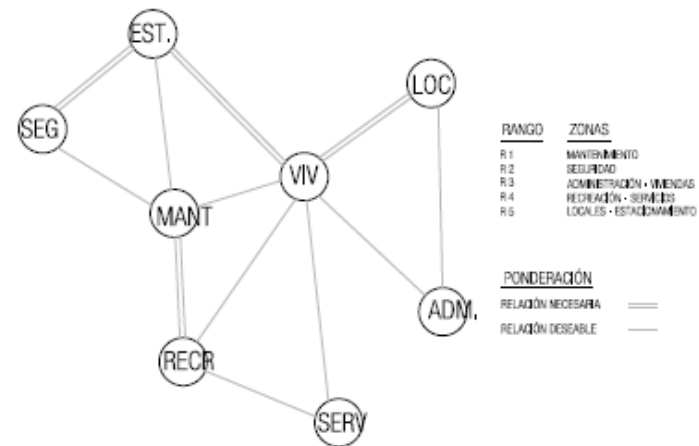 EST.
LOC
SEG
VIV
MANT
ADM.
RECR
SERV
RANGO ZONAS
R 1 MANTENIMIENTO
R 2 SEGURIDAD
R 3 ADMINISTRACIÓN - VIVIENDAS
R 4 RECREACIÓN - SERVICIOS
R 5 LOCALES - ESTACIONAMIENTO
PONDERACIÓN
RELACIÓN NECESARIA
RELACIÓN DESEABLE